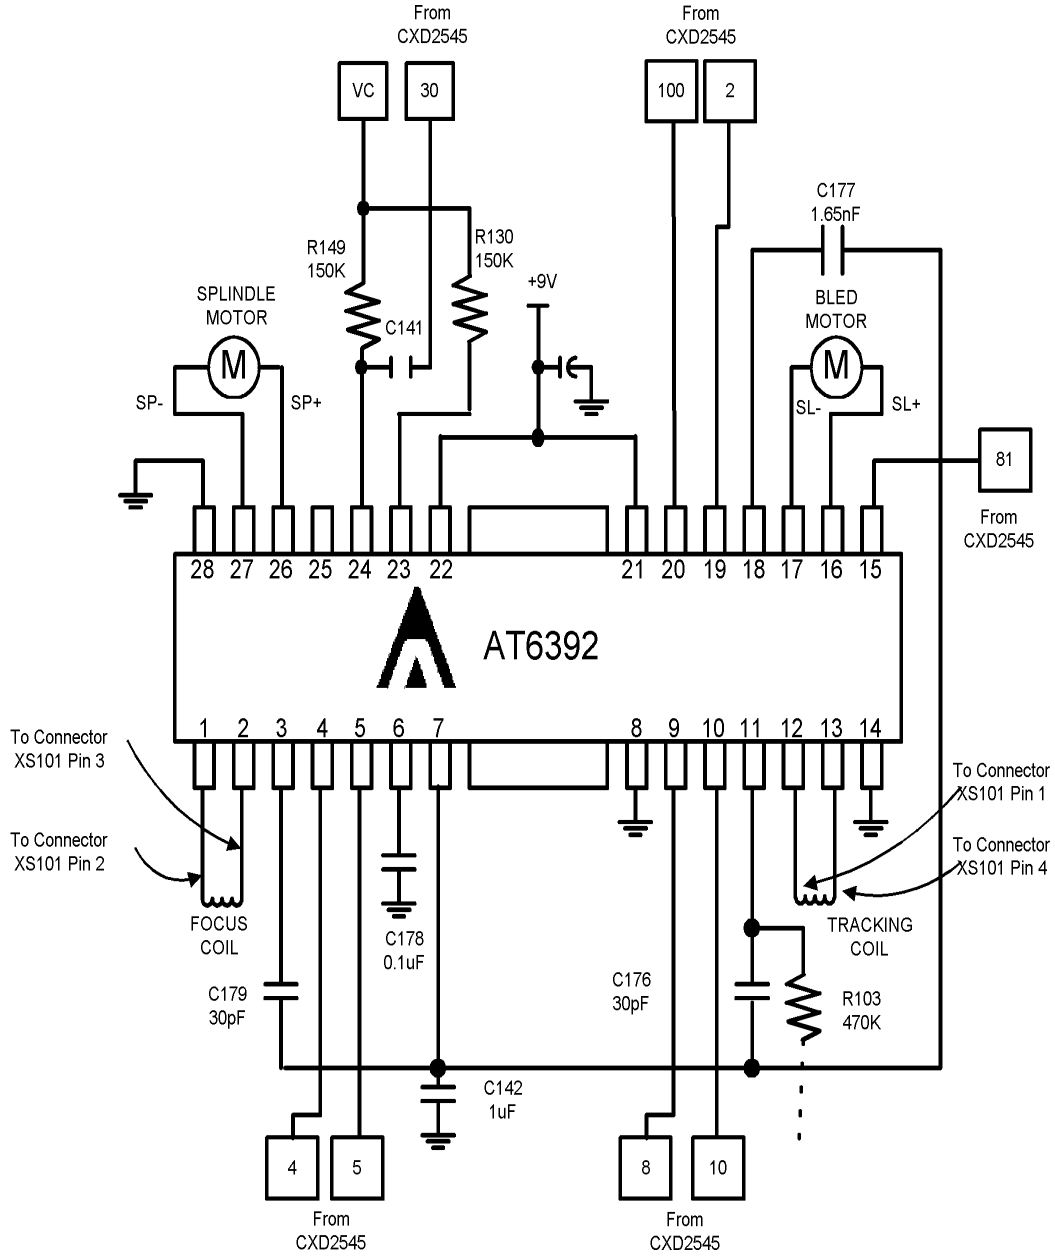 From
CXD2545
From
CXD2545
VC
30
100
2
C177
1.65nF
R149
150K
R130
150K
+9V
SPLINDLE
MOTOR
C141
BLED
MOTOR
M
M
SP-
SP+
SL-
SL+
81
From
CXD2545
28
27
26
25
24
23
22
21
20
19
18
17
16
15
AT6392
1
2
3
4
5
6
7
8
9
10
11
12
13
14
To Connector
XS101 Pin 3
To Connector
XS101 Pin 2
To Connector
XS101 Pin 1
To Connector
XS101 Pin 4
FOCUS
COIL
C178
0.1uF
TRACKING
COIL
C179
30pF
C176
30pF
R103
470K
C142
1uF
4
5
8
10
From
CXD2545
From
CXD2545